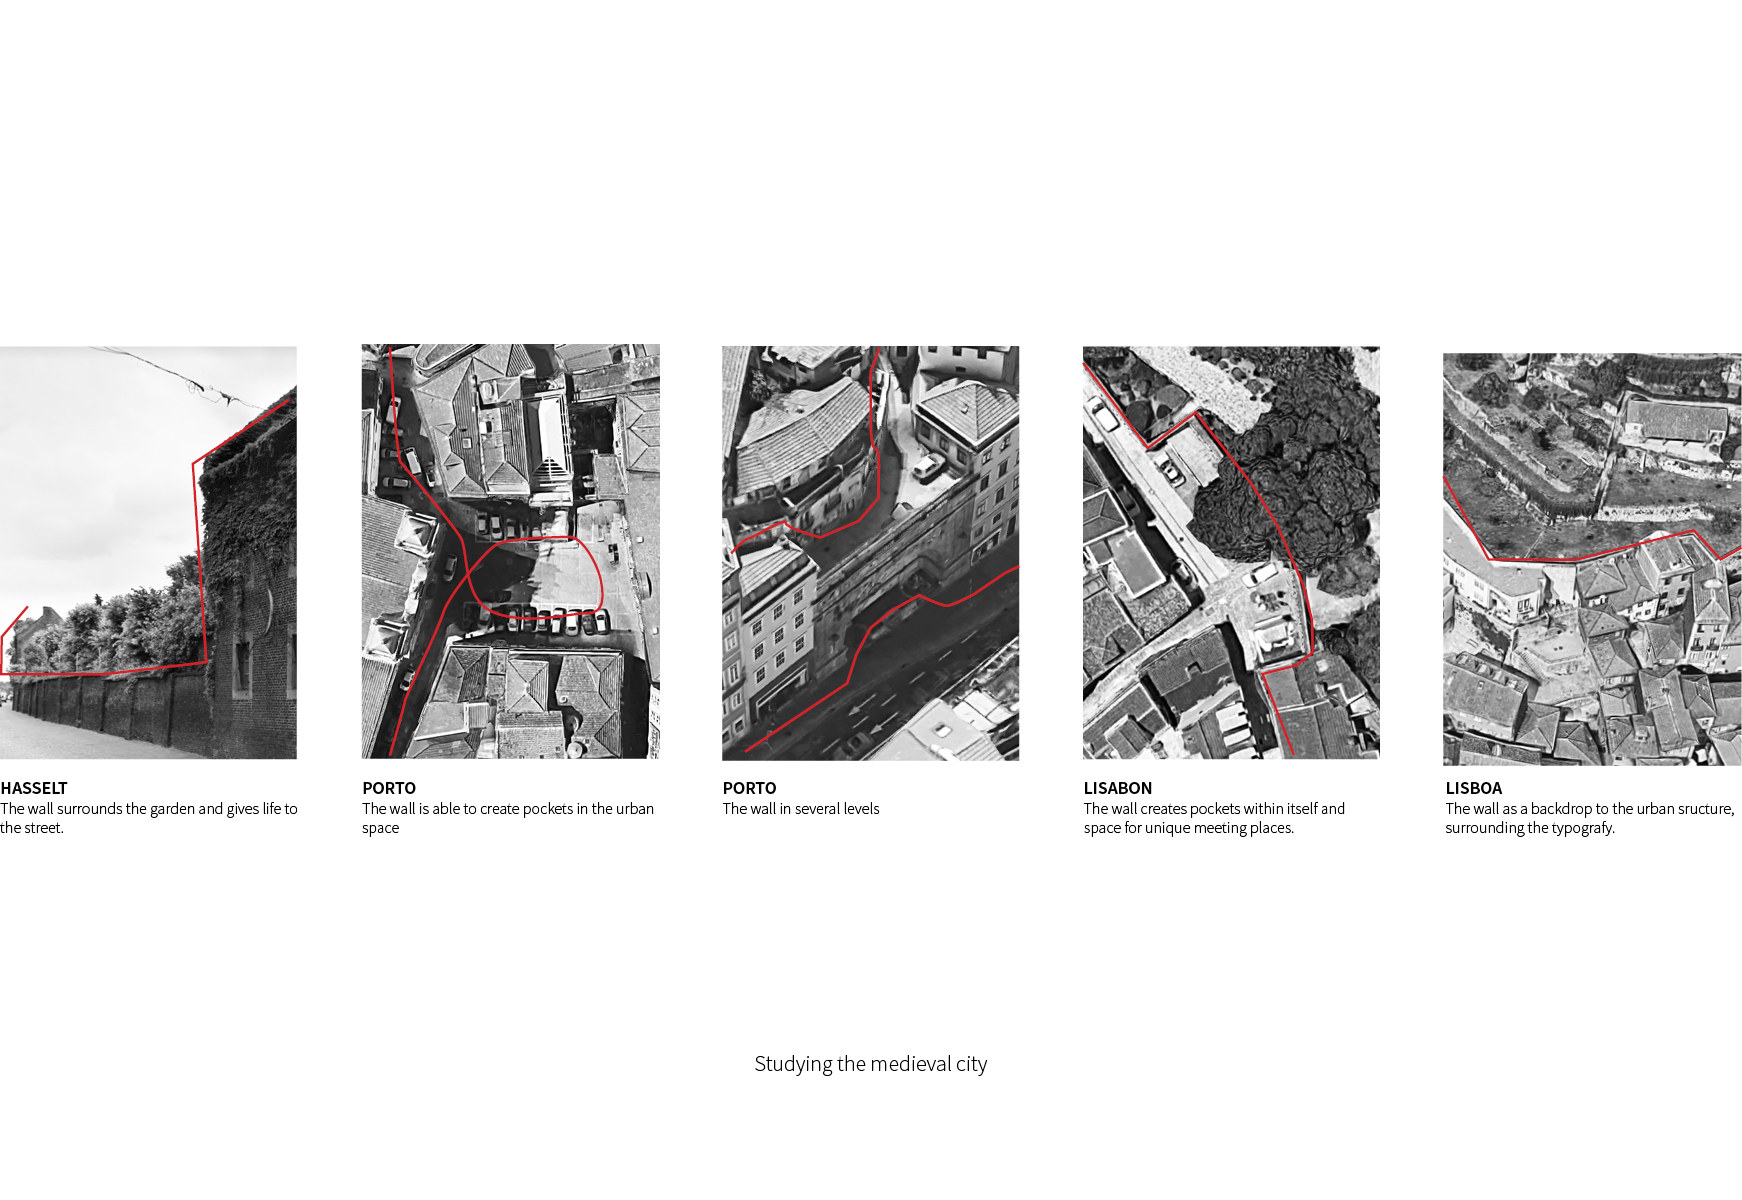 HASSELT
The wall surrounds the garden and gives life to
the street.
PORTO
The wall is able to create pockets in the urban
space
PORTO
The wall in several levels
LISABON
The wall creates pockets within itself and
space for unique meeting places.
LISBOA
The wall as a backdrop to the urban sructure,
surrounding the typografy.
Studying the medieval city